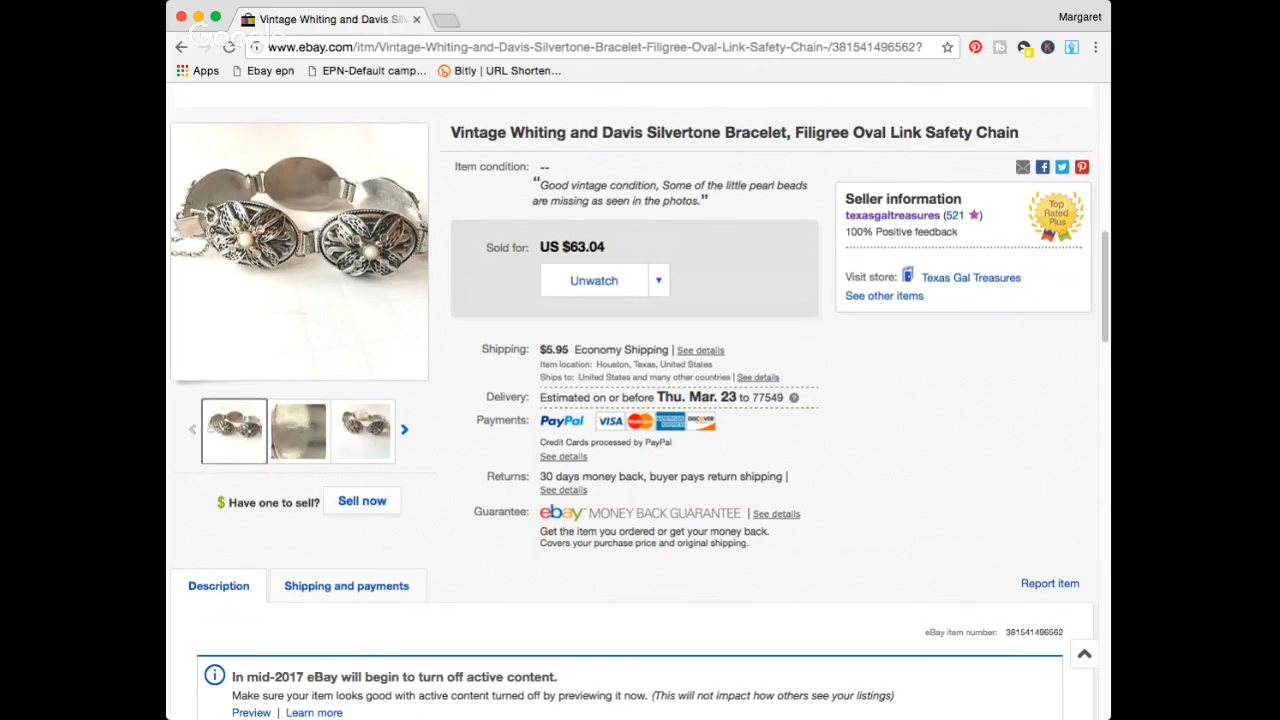 Vintage Whiting and Davis Sil
Margaret
Google
www.ebay.com/itm/Vintage-Whiting-and-Davis-Silvertone-Bracelet-Filigree-Oval-Link-Safety-Chain-/381541496562?
Apps
Ebay epn
EPN-Default camp...
Bitly | URL Shorten...
Vintage Whiting and Davis Silvertone Bracelet, Filigree Oval Link Safety Chain
Item condition: --
“Good vintage condition, Some of the little pearl beads
are missing as seen in the photos.”
Sold for: US $63.04
Unwatch
Seller information
texasgaltreasures (521 ★)
100% Positive feedback
Top
Rated
Plus
Visit store: Texas Gal Treasures
See other items
Shipping: $5.95 Economy Shipping | See details
Item location: Houston, Texas, United States
Ships to: United States and many other countries | See details
Delivery: Estimated on or before Thu. Mar. 23 to 77549
Payments: PayPal VISA MasterCard AMERICAN EXPRESS DISCOVER
Credit Cards processed by PayPal
See details
Returns: 30 days money back, buyer pays return shipping |
See details
Guarantee: ebay MONEY BACK GUARANTEE | See details
Get the item you ordered or get your money back.
Covers your purchase price and original shipping.
$ Have one to sell? Sell now
Description
Shipping and payments
Report item
eBay item number: 381541496562
In mid-2017 eBay will begin to turn off active content.
Make sure your item looks good with active content turned off by previewing it now. (This will not impact how others see your listings)
Preview | Learn more